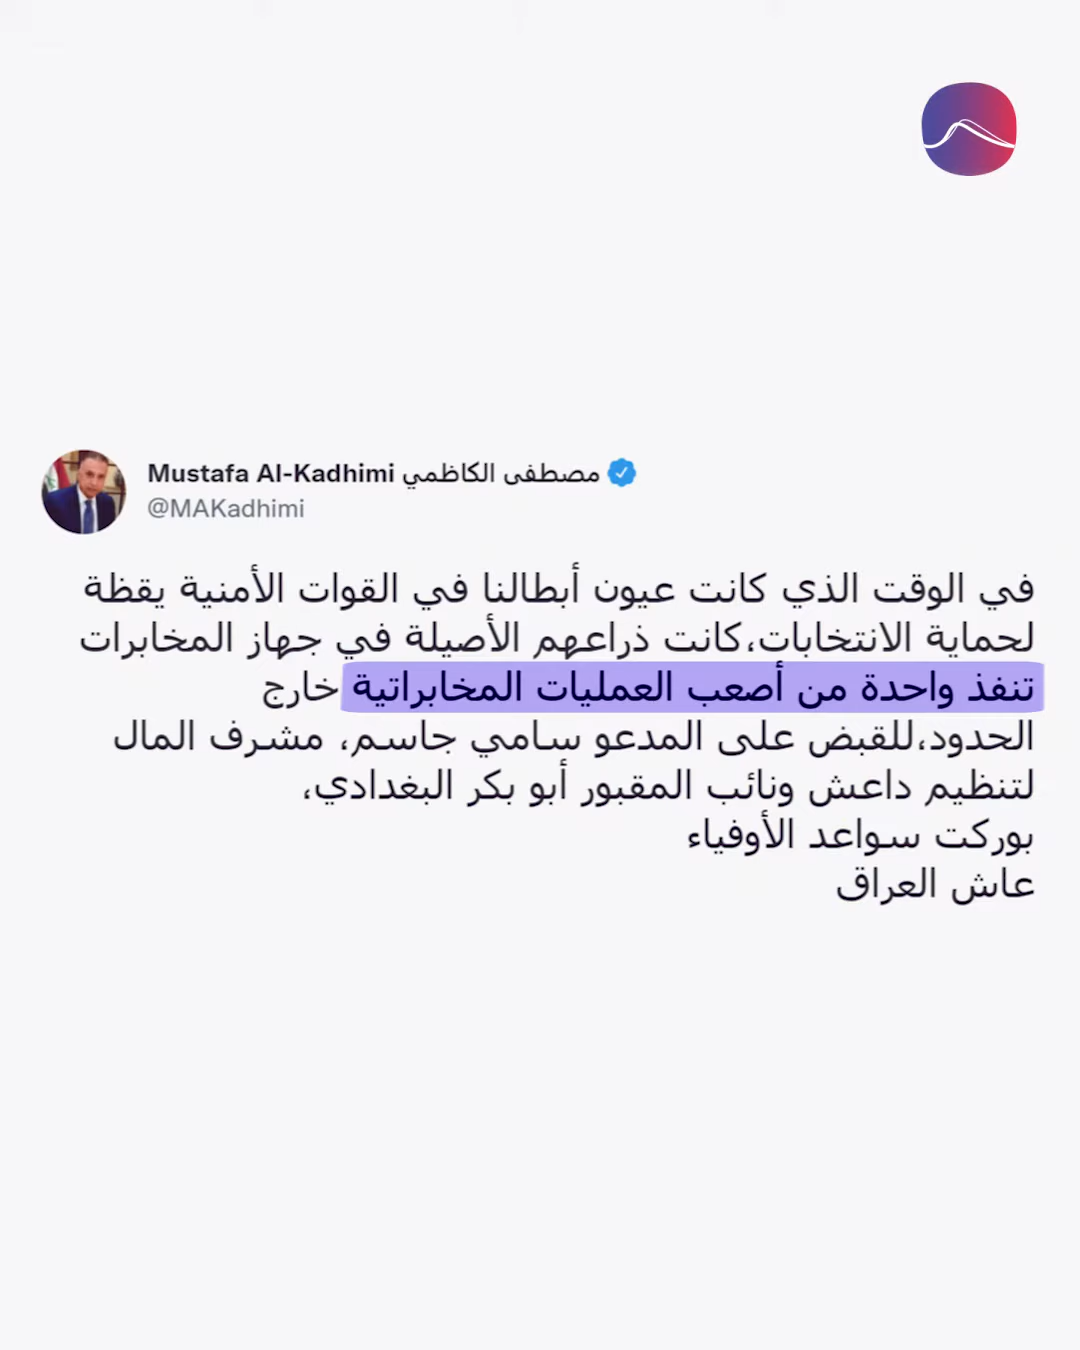 Mustafa Al-Kadhimi مصطفى الكاظمي
@MAKadhimi
في الوقت الذي كانت عيون أبطالنا في القوات الأمنية يقظة
لحماية الانتخابات،كانت ذراعهم الأصيلة في جهاز المخابرات
تنفذ واحدة من أصعب العمليات المخابراتية خارج
الحدود،للقبض على المدعو سامي جاسم، مشرف المال
لتنظيم داعش ونائب المقبور أبو بكر البغدادي،
بوركت سواعد الأوفياء
عاش العراق